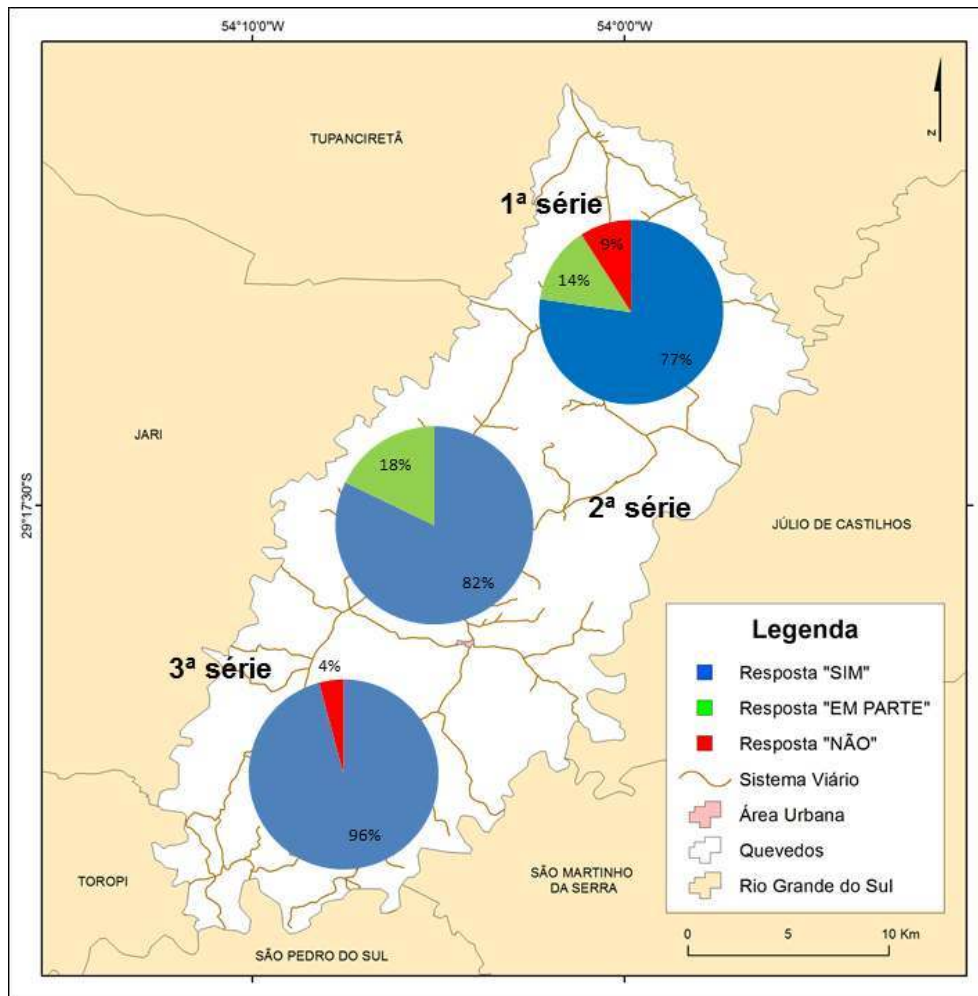 54°10'0"W
54°0'0"W
TUPANCIRETÃ
N
1ª série
9%
14%
77%
JARI
18%
29°17'30"S
2ª série
JÚLIO DE CASTILHOS
82%
3ª série
4%
96%
Legenda
Resposta "SIM"
Resposta "EM PARTE"
Resposta "NÃO"
Sistema Viário
Área Urbana
Quevedos
Rio Grande do Sul
TOROPI
SÃO MARTINHO
DA SERRA
SÃO PEDRO DO SUL
0 5 10 Km